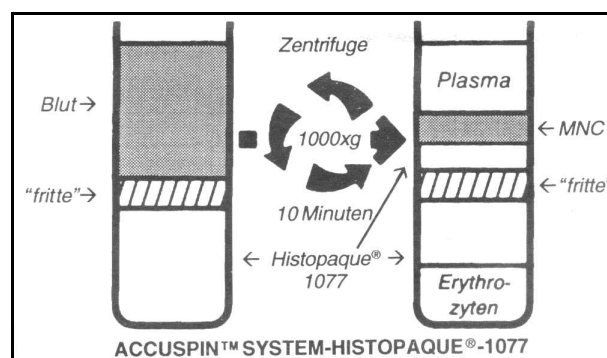 Zentrifuge
Blut→
1000xg
Plasma
←MNC
"fritte"→
←"fritte"
10 Minuten
← Histopaque® →
1077
Erythro-
zyten
ACCUSPIN™ SYSTEM-HISTOPAQUE®-1077